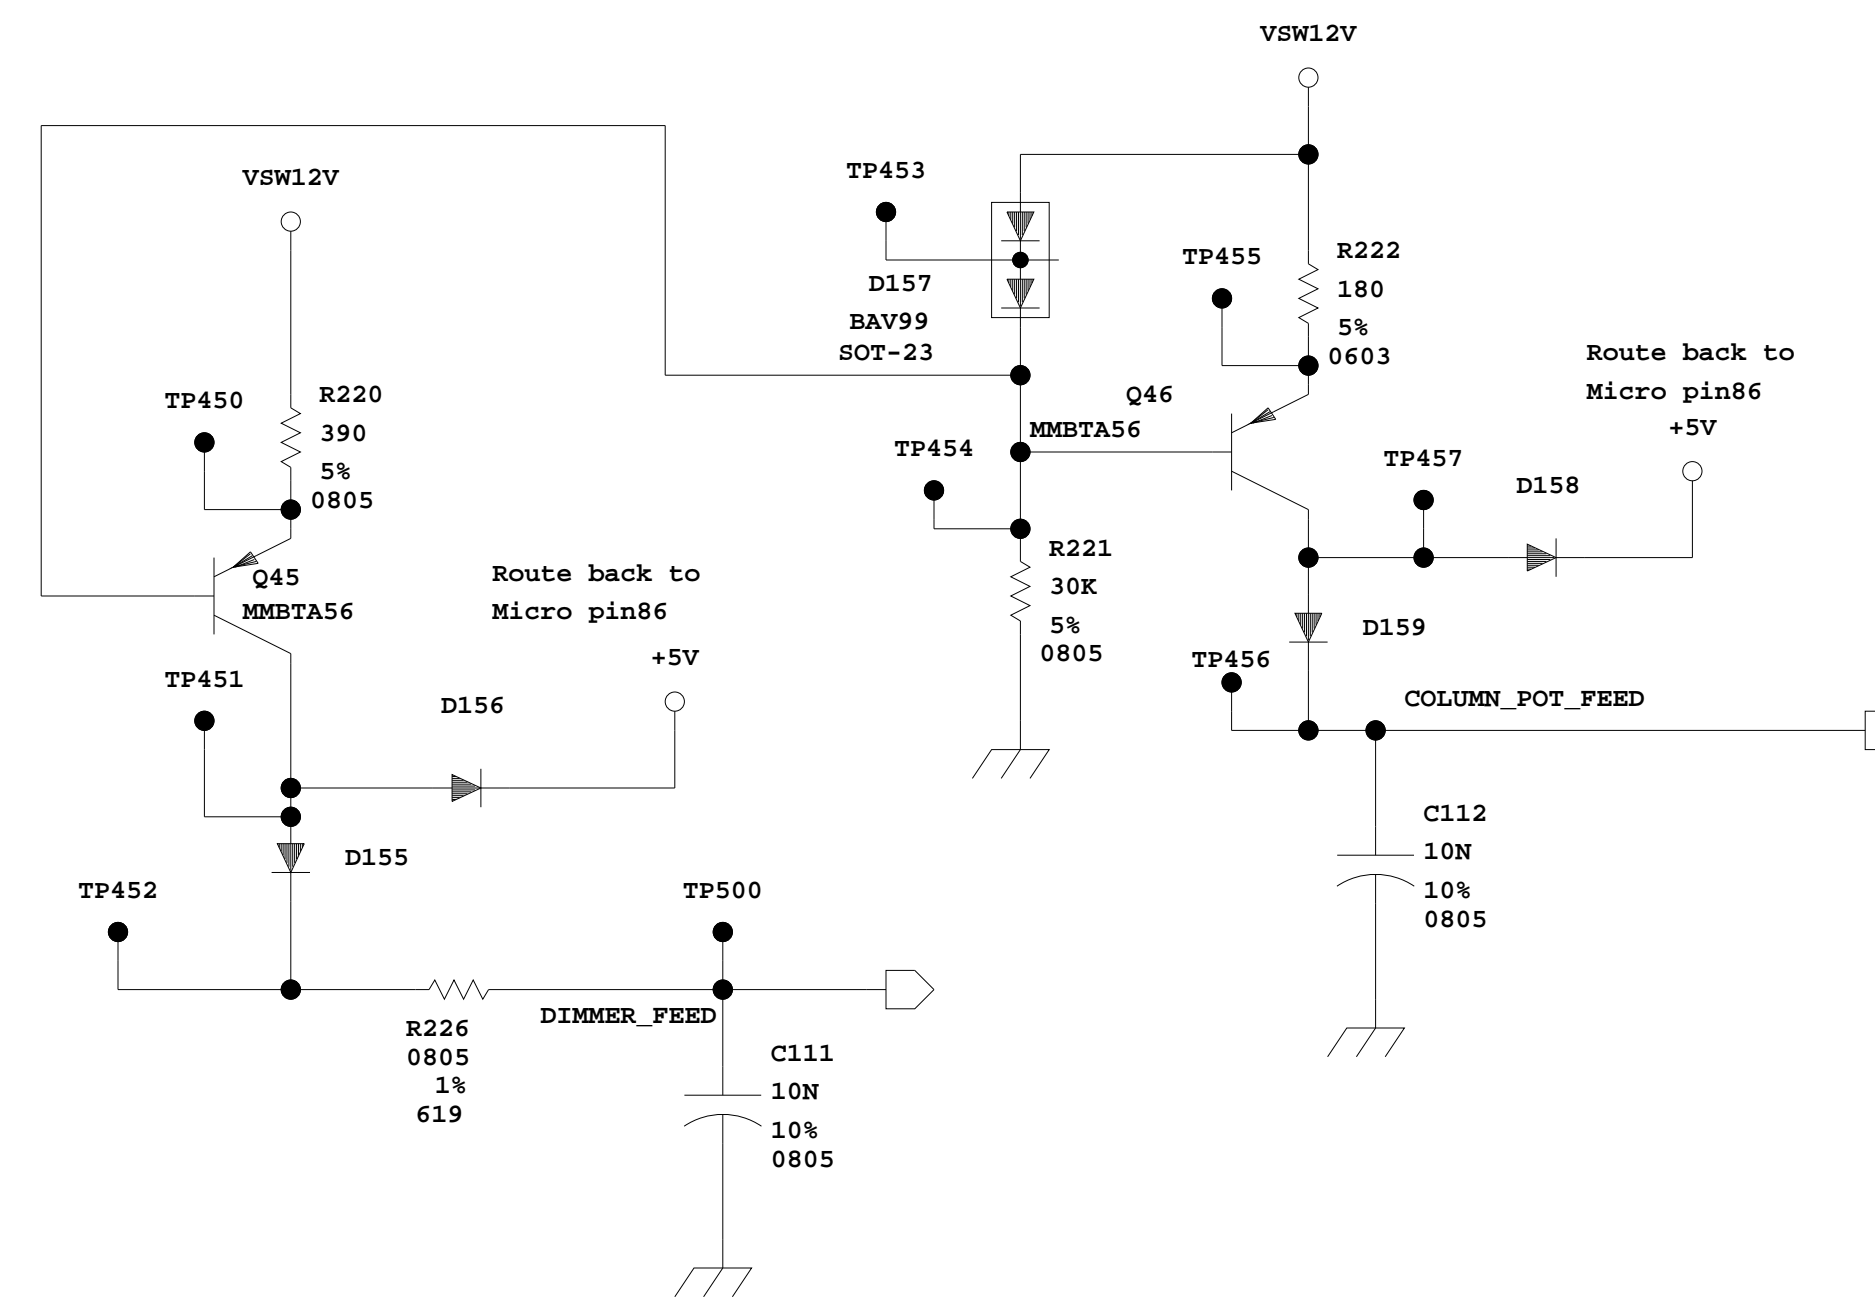 VSW12V
VSW12V
TP453
D157
BAV99
SOT-23
TP455
R222
180
5%
0603
Route back to
Micro pin86
+5V
TP450
R220
390
5%
0805
Q46
MMBTA56
TP454
TP457
D158
Q45
MMBTA56
Route back to
Micro pin86
+5V
R221
30K
5%
0805
D159
TP456
COLUMN_POT_FEED
TP451
D156
D155
TP452
TP500
C112
10N
10%
0805
R226
0805
1%
619
DIMMER_FEED
C111
10N
10%
0805